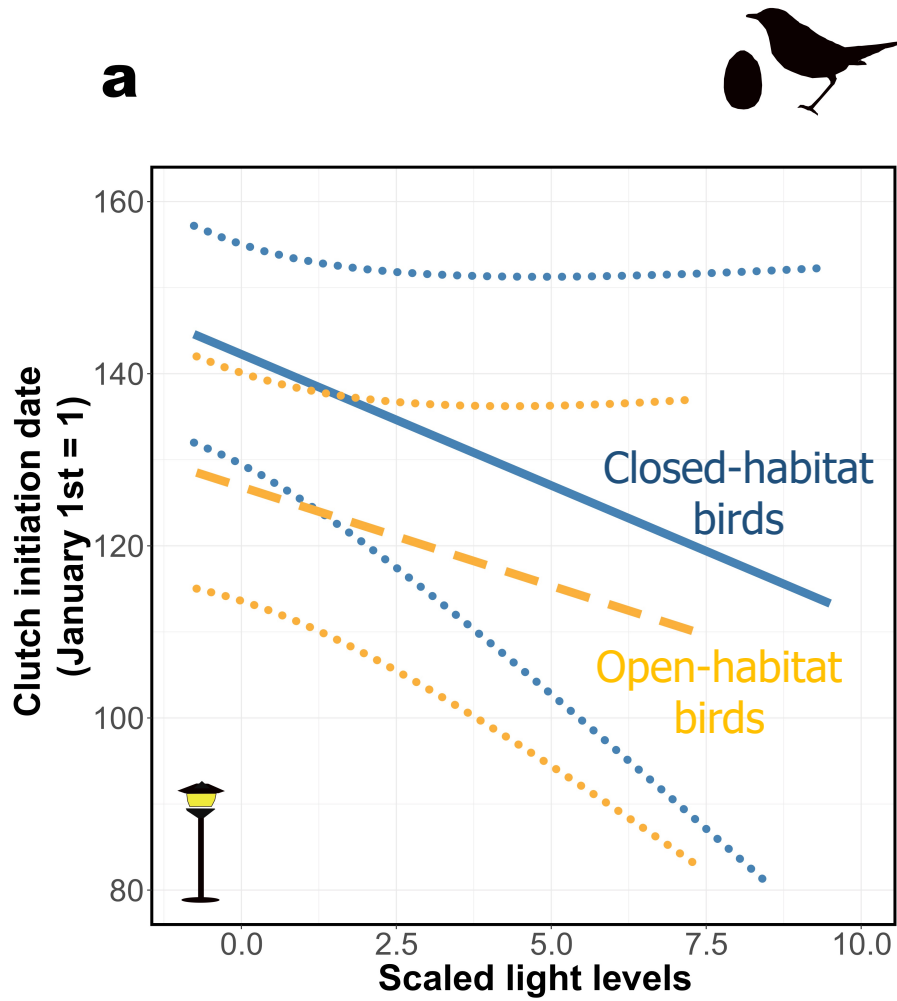 a
160
140
120
100
80
Clutch initiation date
(January 1st = 1)
Closed-habitat
birds
Open-habitat
birds
0.0 2.5 5.0 7.5 10.0
Scaled light levels